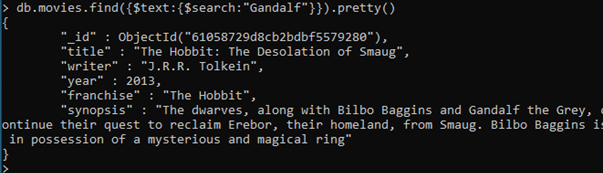 > db.movies.find({$text:{$search:"Gandalf"}}).pretty()
{
"_id" : ObjectId("61058729d8cb2bdbf5579280"),
"title" : "The Hobbit: The Desolation of Smaug",
"writer" : "J.R.R. Tolkein",
"year" : 2013,
"franchise" : "The Hobbit",
"synopsis" : "The dwarves, along with Bilbo Baggins and Gandalf the Grey, c
ontinue their quest to reclaim Erebor, their homeland, from Smaug. Bilbo Baggins is
in possession of a mysterious and magical ring"
}
>